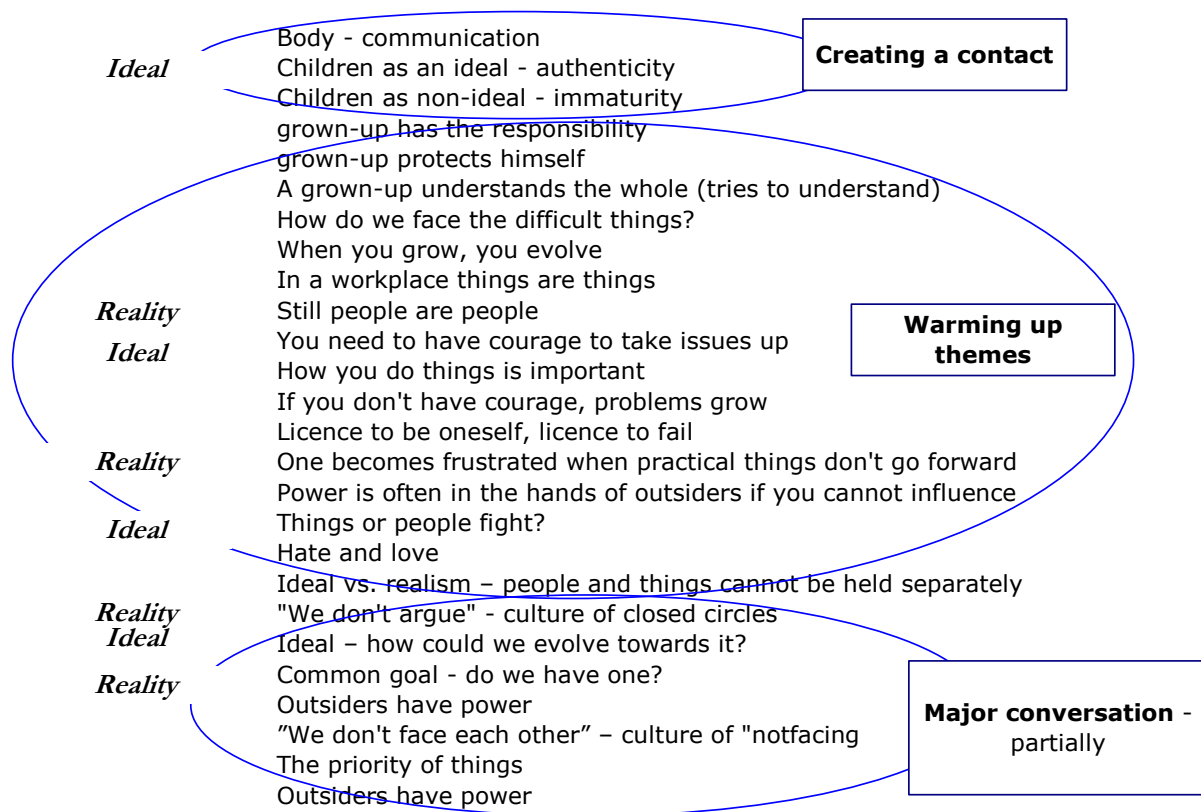 Body - communication
Creating a contact
Ideal
Children as an ideal - authenticity
Children as non-ideal - immaturity
grown-up has the responsibility
grown-up protects himself
A grown-up understands the whole (tries to understand)
How do we face the difficult things?
When you grow, you evolve
In a workplace things are things
Reality
Still people are people
Warming up
themes
Ideal
You need to have courage to take issues up
How you do things is important
If you don't have courage, problems grow
Licence to be oneself, licence to fail
Reality
One becomes frustrated when practical things don't go forward
Power is often in the hands of outsiders if you cannot influence
Ideal
Things or people fight?
Hate and love
Ideal vs. realism – people and things cannot be held separately
Reality
"We don't argue" - culture of closed circles
Ideal
Ideal – how could we evolve towards it?
Reality
Common goal - do we have one?
Outsiders have power
Major conversation -
partially
”We don't face each other” – culture of "notfacing
The priority of things
Outsiders have power